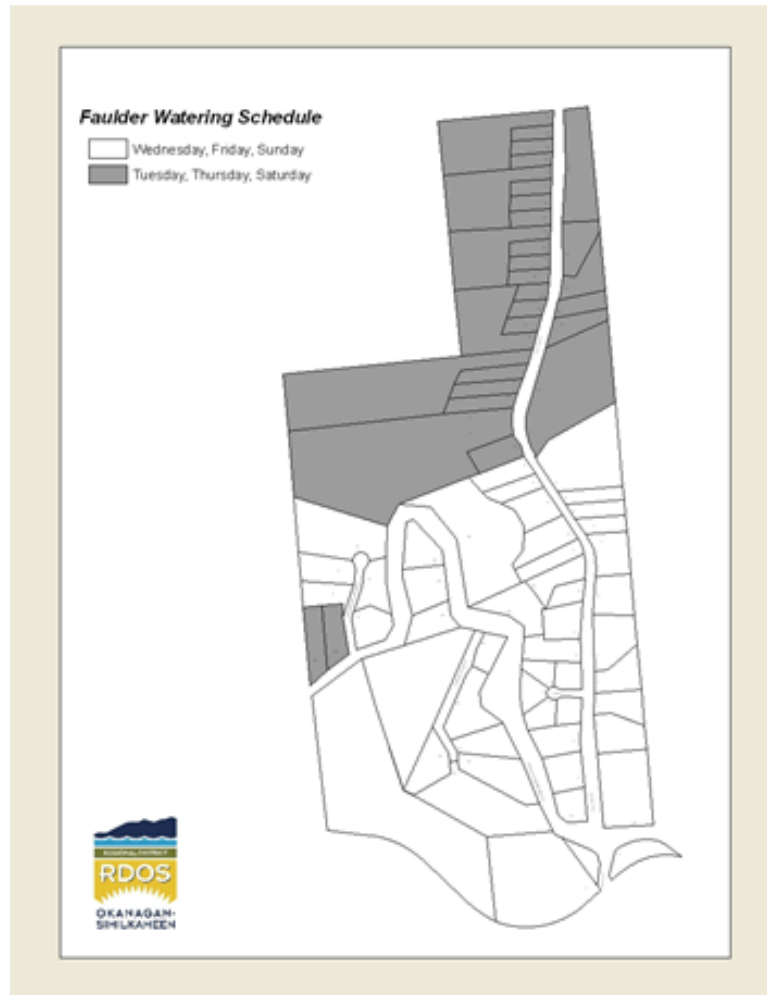 Faulder Watering Schedule
Wednesday, Friday, Sunday
Tuesday, Thursday, Saturday
REGIONAL DISTRICT
RDOS
OKANAGAN-
SIMILKAMEEN